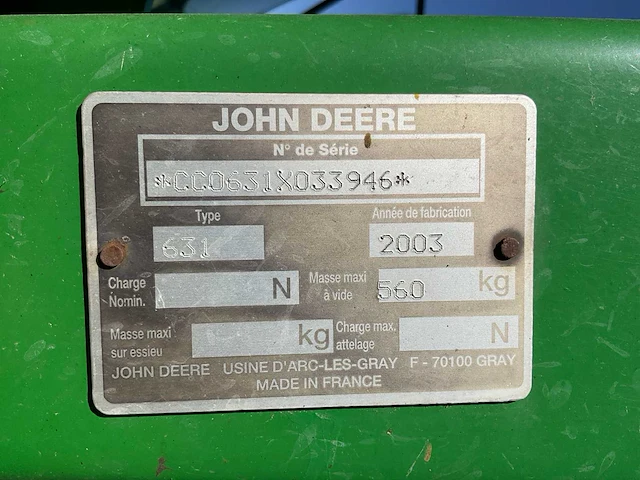 JOHN DEERE
N° de Série
*CC0631X033946*
Type
Année de fabrication
631
2003
Charge Nomin. N
Masse maxi à vide 560 kg
Masse maxi sur essieu kg
Charge max. attelage N
JOHN DEERE USINE D'ARC-LES-GRAY F - 70100 GRAY
MADE IN FRANCE